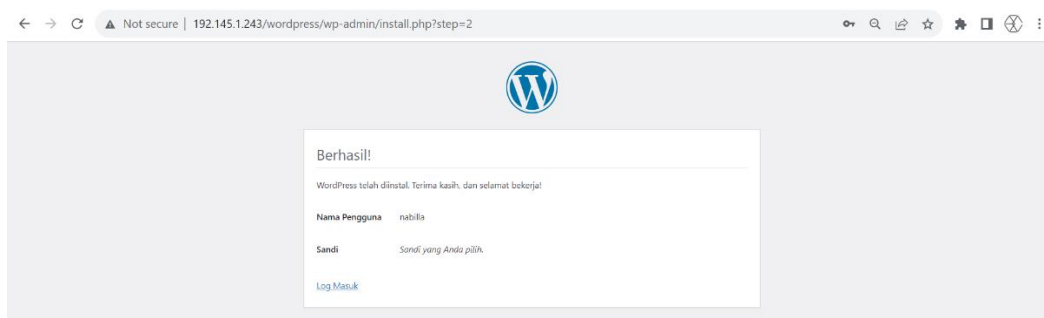 Not secure | 192.145.1.243/wordpress/wp-admin/install.php?step=2
Berhasil!
WordPress telah diinstal. Terima kasih, dan selamat bekerja!
Nama Pengguna nabilla
Sandi Sandi yang Anda pilih.
Log Masuk